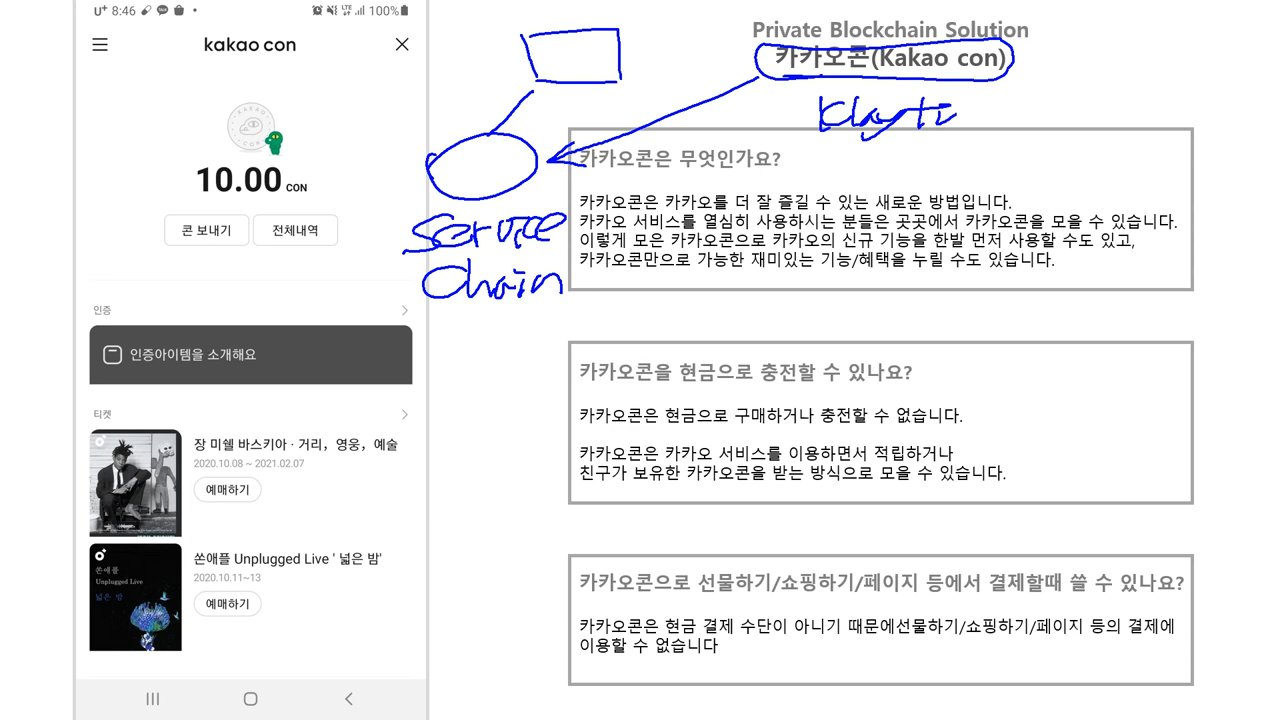 U+ 8:46
LTE
100%
kakao con
KAKAO
CON
10.00 CON
콘 보내기
전체내역
인증
인증아이템을 소개해요
티켓
장 미쉘 바스키아 · 거리, 영웅, 예술
2020.10.08 ~ 2021.02.07
예매하기
쏜애플
Unplugged Live
넓은 밤
쏜애플 Unplugged Live ' 넓은 밤'
2020.10.11~13
예매하기
Service
Chain
Private Blockchain Solution
카카오콘(Kakao con)
카카오콘은 무엇인가요?
카카오콘은 카카오를 더 잘 즐길 수 있는 새로운 방법입니다.
카카오 서비스를 열심히 사용하시는 분들은 곳곳에서 카카오콘을 모을 수 있습니다.
이렇게 모은 카카오콘으로 카카오의 신규 기능을 한발 먼저 사용할 수도 있고,
카카오콘만으로 가능한 재미있는 기능/혜택을 누릴 수도 있습니다.
카카오콘을 현금으로 충전할 수 있나요?
카카오콘은 현금으로 구매하거나 충전할 수 없습니다.
카카오콘은 카카오 서비스를 이용하면서 적립하거나
친구가 보유한 카카오콘을 받는 방식으로 모을 수 있습니다.
카카오콘으로 선물하기/쇼핑하기/페이지 등에서 결제할때 쓸 수 있나요?
카카오콘은 현금 결제 수단이 아니기 때문에선물하기/쇼핑하기/페이지 등의 결제에
이용할 수 없습니다